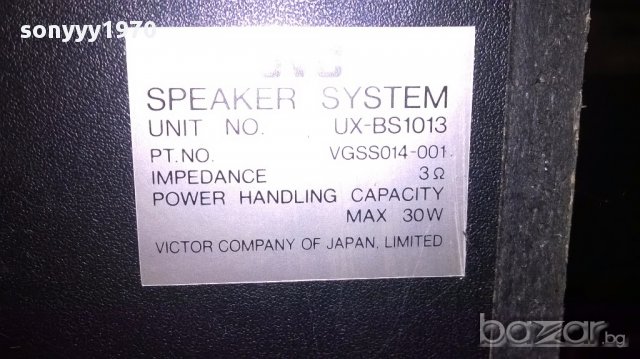 sonyyy1970
JVC
SPEAKER SYSTEM
UNIT NO. UX-BS1013
PT.NO. VGSS014-001
IMPEDANCE 3Ω
POWER HANDLING CAPACITY
MAX 30W
VICTOR COMPANY OF JAPAN, LIMITED
bazar.bg